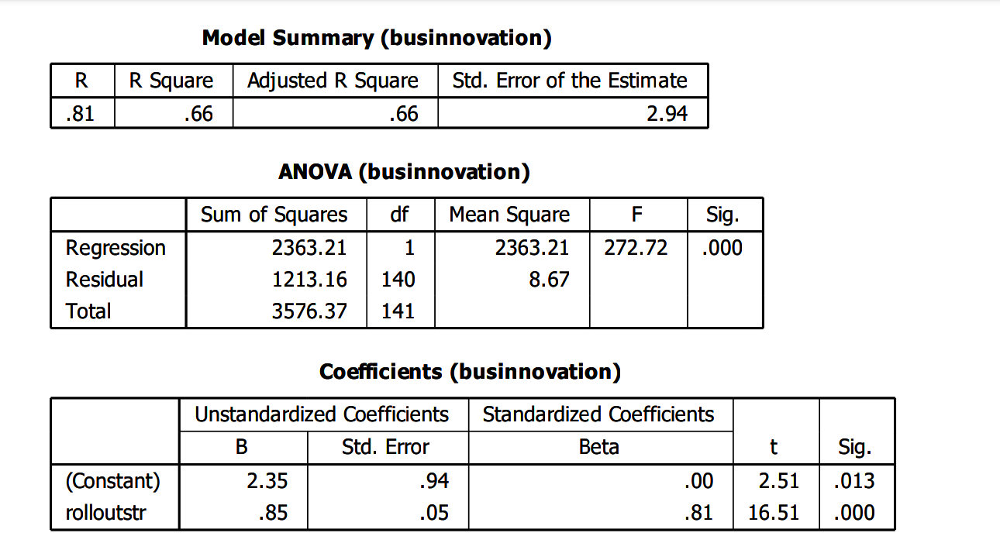 Model Summary (businnovation)
R R Square Adjusted R Square Std. Error of the Estimate
.81 .66 .66 2.94
ANOVA (businnovation)
Sum of Squares df Mean Square F Sig.
Regression 2363.21 1 2363.21 272.72 .000
Residual 1213.16 140 8.67
Total 3576.37 141
Coefficients (businnovation)
Unstandardized Coefficients Standardized Coefficients
B Std. Error Beta t Sig.
(Constant) 2.35 .94 .00 2.51 .013
rolloutstr .85 .05 .81 16.51 .000